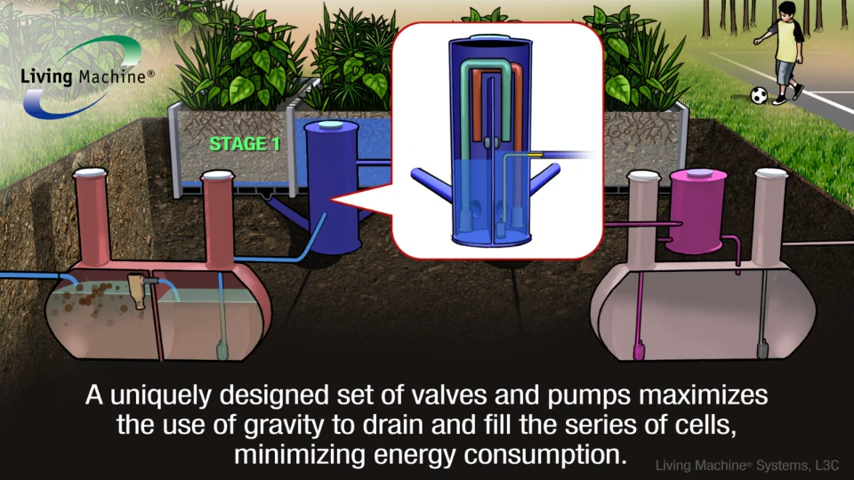 Living Machine®
STAGE 1
A uniquely designed set of valves and pumps maximizes
the use of gravity to drain and fill the series of cells,
minimizing energy consumption.
Living Machine® Systems, L3C